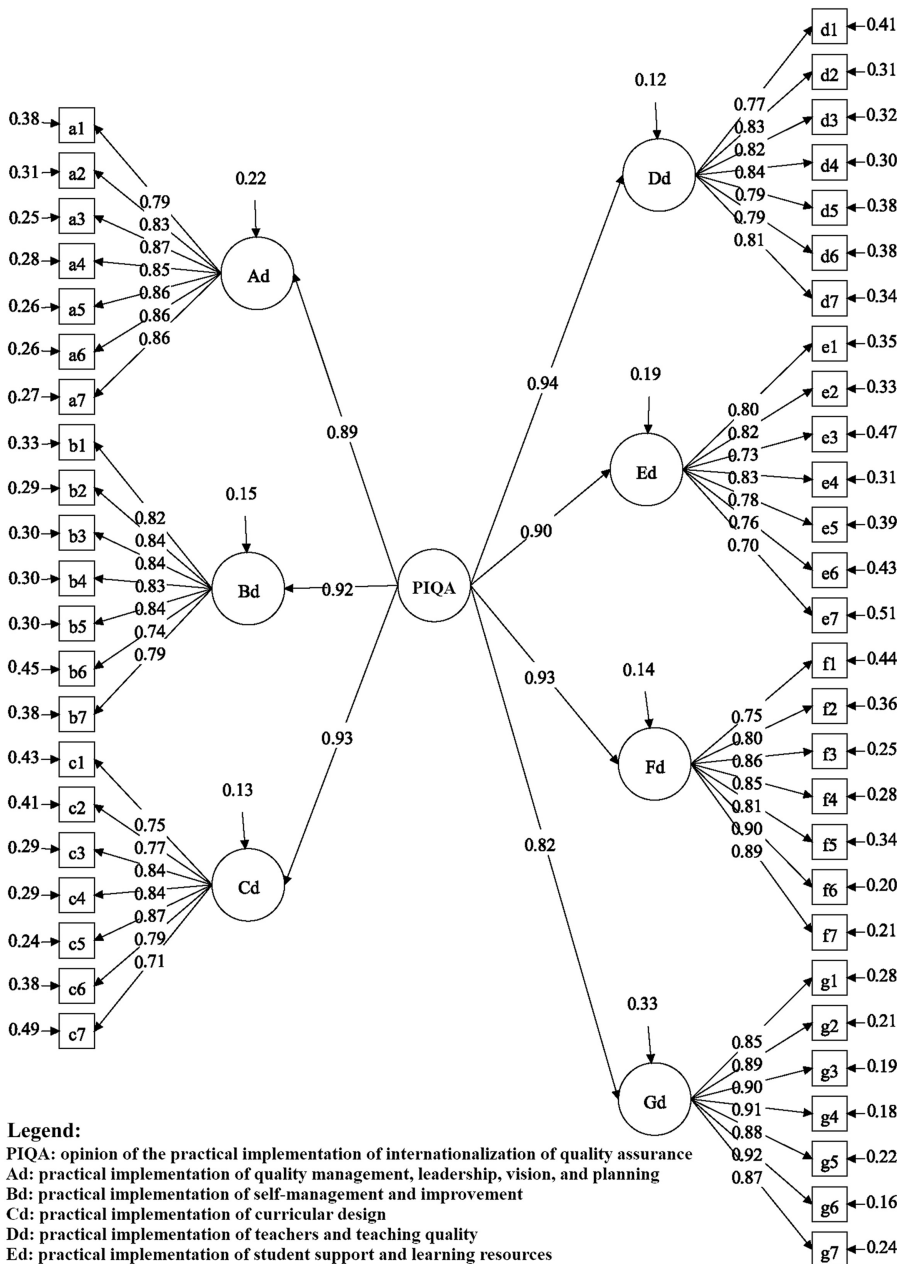 0.38 a1
0.31 a2
0.25 a3
0.28 a4
0.26 a5
0.26 a6
0.27 a7
0.79
0.83
0.87
0.85
0.86
0.86
0.86
0.22
Ad
0.89
0.33 b1
0.29 b2
0.30 b3
0.30 b4
0.30 b5
0.45 b6
0.38 b7
0.82
0.84
0.84
0.83
0.84
0.74
0.79
0.15
Bd
0.92
0.43 c1
0.41 c2
0.29 c3
0.29 c4
0.24 c5
0.38 c6
0.49 c7
0.75
0.77
0.84
0.84
0.87
0.79
0.71
0.13
Cd
0.93
PIQA
0.94
0.12
Dd
0.77
0.83
0.82
0.84
0.79
0.79
0.81
d1 0.41
d2 0.31
d3 0.32
d4 0.30
d5 0.38
d6 0.38
d7 0.34
0.90
0.19
Ed
0.80
0.82
0.73
0.83
0.78
0.76
0.70
e1 0.35
e2 0.33
e3 0.47
e4 0.31
e5 0.39
e6 0.43
e7 0.51
0.93
0.14
Fd
0.75
0.80
0.86
0.85
0.81
0.90
0.89
f1 0.44
f2 0.36
f3 0.25
f4 0.28
f5 0.34
f6 0.20
f7 0.21
0.82
0.33
Gd
0.85
0.89
0.90
0.91
0.88
0.92
0.87
g1 0.28
g2 0.21
g3 0.19
g4 0.18
g5 0.22
g6 0.16
g7 0.24
Legend:
PIQA: opinion of the practical implementation of internationalization of quality assurance
Ad: practical implementation of quality management, leadership, vision, and planning
Bd: practical implementation of self-management and improvement
Cd: practical implementation of curricular design
Dd: practical implementation of teachers and teaching quality
Ed: practical implementation of student support and learning resources